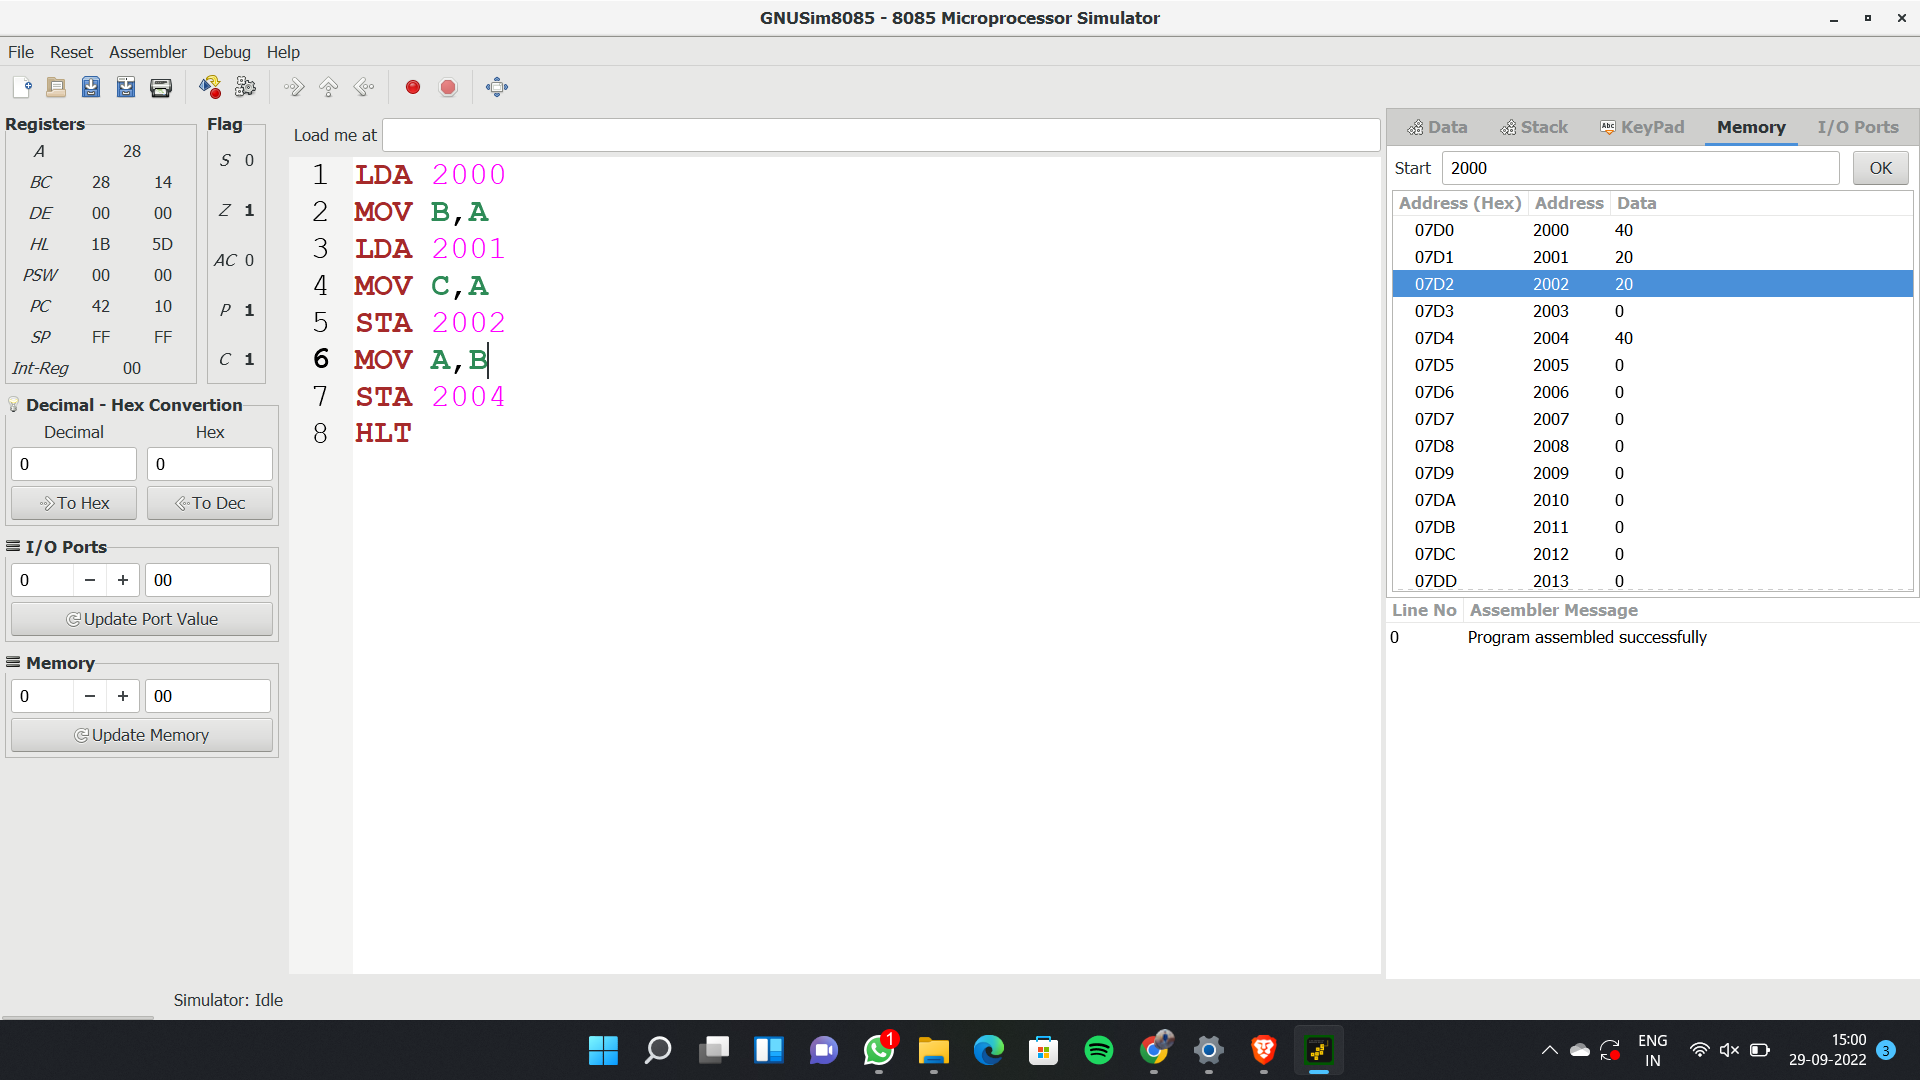 GNUSim8085 - 8085 Microprocessor Simulator
File Reset Assembler Debug Help
Registers
A 28
BC 28 14
DE 00 00
HL 1B 5D
PSW 00 00
PC 42 10
SP FF FF
Int-Reg 00
Flag
S 0
Z 1
AC 0
P 1
C 1
Decimal - Hex Convertion
Decimal Hex
0 0
To Hex To Dec
I/O Ports
0 − + 00
Update Port Value
Memory
0 − + 00
Update Memory
Load me at
1 LDA 2000
2 MOV B,A
3 LDA 2001
4 MOV C,A
5 STA 2002
6 MOV A,B
7 STA 2004
8 HLT
Data Stack Abc KeyPad Memory I/O Ports
Start 2000 OK
Address (Hex) Address Data
07D0 2000 40
07D1 2001 20
07D2 2002 20
07D3 2003 0
07D4 2004 40
07D5 2005 0
07D6 2006 0
07D7 2007 0
07D8 2008 0
07D9 2009 0
07DA 2010 0
07DB 2011 0
07DC 2012 0
07DD 2013 0
Line No Assembler Message
0 Program assembled successfully
Simulator: Idle
1
ENG
IN
15:00
29-09-2022
3